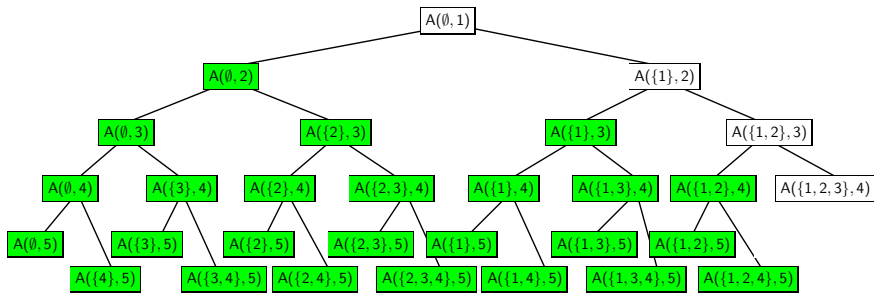 A(∅, 1)
A(∅, 2)
A({1}, 2)
A(∅, 3)
A({2}, 3)
A({1}, 3)
A({1, 2}, 3)
A(∅, 4)
A({3}, 4)
A({2}, 4)
A({2, 3}, 4)
A({1}, 4)
A({1, 3}, 4)
A({1, 2}, 4)
A({1, 2, 3}, 4)
A(∅, 5)
A({3}, 5)
A({2}, 5)
A({2, 3}, 5)
A({1}, 5)
A({1, 3}, 5)
A({1, 2}, 5)
A({4}, 5)
A({3, 4}, 5)
A({2, 4}, 5)
A({2, 3, 4}, 5)
A({1, 4}, 5)
A({1, 3, 4}, 5)
A({1, 2, 4}, 5)